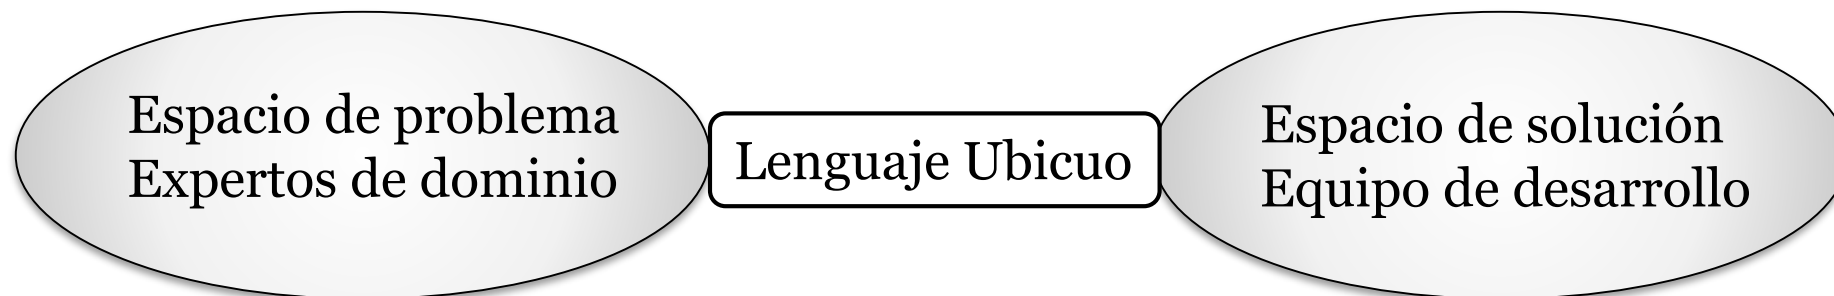 Espacio de problema
Expertos de dominio
Lenguaje Ubicuo
Espacio de solución
Equipo de desarrollo